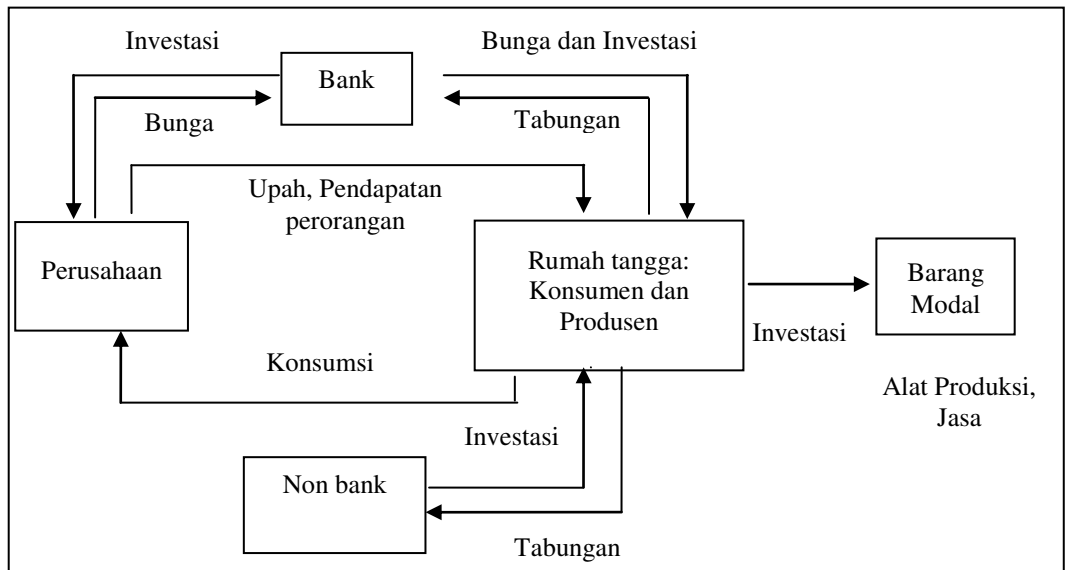 Investasi
Bunga dan Investasi
Bank
Bunga
Tabungan
Upah, Pendapatan
perorangan
Perusahaan
Rumah tangga:
Konsumen dan
Produsen
Barang
Modal
Investasi
Konsumsi
Alat Produksi,
Jasa
Investasi
Non bank
Tabungan